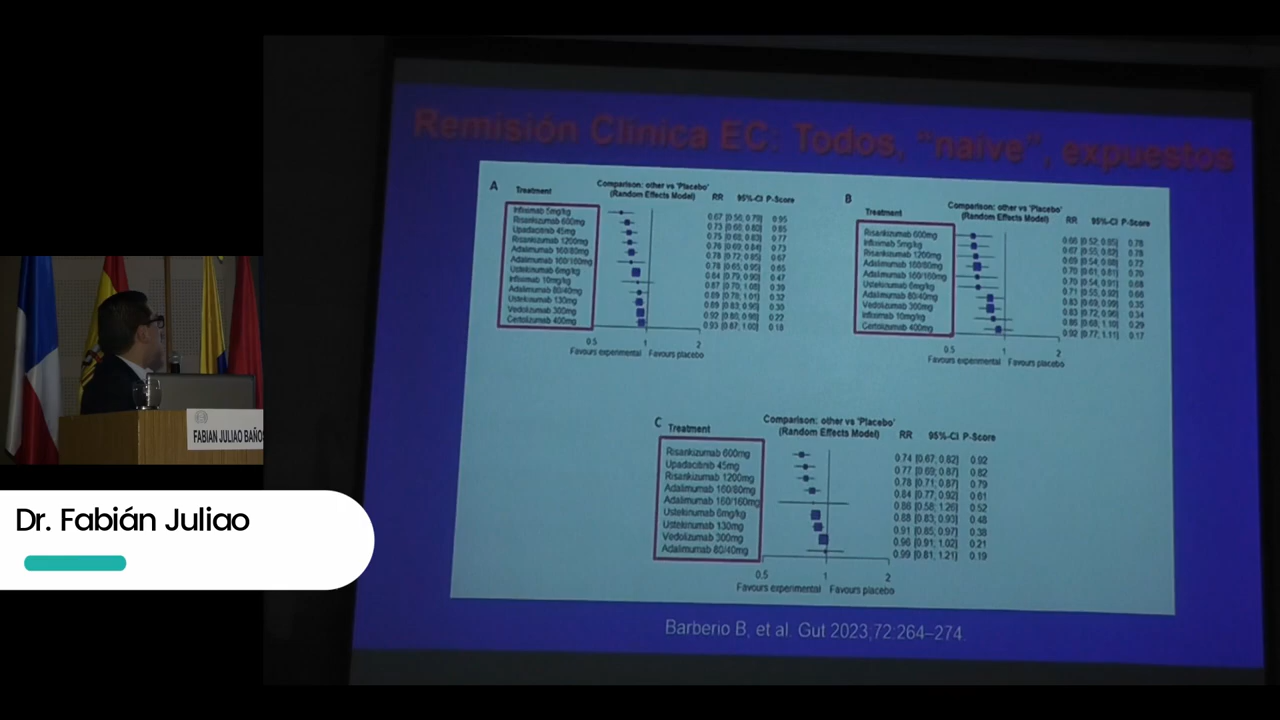 Remisión Clínica EC: Todos, "naive", expuestos
A
Treatment
Comparison: other vs 'Placebo'
(Random Effects Model)
RR 95%-CI P-Score
Infliximab 5mg/kg 0.67 [0.56; 0.79] 0.95
Risankizumab 600mg 0.73 [0.66; 0.82] 0.85
Upadacitinib 45mg 0.75 [0.68; 0.83] 0.77
Risankizumab 1200mg 0.76 [0.69; 0.84] 0.73
Adalimumab 160/80mg 0.78 [0.72; 0.85] 0.67
Adalimumab 160/160mg 0.78 [0.65; 0.95] 0.65
Ustekinumab 6mg/kg 0.84 [0.79; 0.90] 0.47
Infliximab 10mg/kg 0.87 [0.70; 1.08] 0.39
Adalimumab 80/40mg 0.89 [0.78; 1.01] 0.32
Ustekinumab 130mg 0.89 [0.83; 0.96] 0.30
Vedolizumab 300mg 0.92 [0.86; 0.98] 0.22
Certolizumab 400mg 0.93 [0.87; 1.00] 0.18
0.5 1 2
Favours experimental Favours placebo
B
Treatment
Comparison: other vs 'Placebo'
(Random Effects Model)
RR 95%-CI P-Score
Risankizumab 600mg 0.66 [0.52; 0.85] 0.78
Infliximab 5mg/kg 0.67 [0.55; 0.82] 0.78
Risankizumab 1200mg 0.69 [0.54; 0.88] 0.72
Adalimumab 160/80mg 0.70 [0.61; 0.81] 0.70
Adalimumab 160/160mg 0.70 [0.54; 0.91] 0.68
Ustekinumab 6mg/kg 0.71 [0.55; 0.92] 0.66
Adalimumab 80/40mg 0.83 [0.69; 0.99] 0.35
Vedolizumab 300mg 0.83 [0.72; 0.96] 0.34
Infliximab 10mg/kg 0.86 [0.68; 1.10] 0.29
Certolizumab 400mg 0.92 [0.77; 1.11] 0.17
0.5 1 2
Favours experimental Favours placebo
C
Treatment
Comparison: other vs 'Placebo'
(Random Effects Model)
RR 95%-CI P-Score
Risankizumab 600mg 0.74 [0.67; 0.82] 0.92
Upadacitinib 45mg 0.77 [0.69; 0.87] 0.82
Risankizumab 1200mg 0.78 [0.71; 0.87] 0.79
Adalimumab 160/80mg 0.84 [0.77; 0.92] 0.61
Adalimumab 160/160mg 0.86 [0.58; 1.26] 0.52
Ustekinumab 6mg/kg 0.88 [0.83; 0.93] 0.48
Ustekinumab 130mg 0.91 [0.85; 0.97] 0.38
Vedolizumab 300mg 0.96 [0.91; 1.02] 0.21
Adalimumab 80/40mg 0.99 [0.81; 1.21] 0.19
0.5 1 2
Favours experimental Favours placebo
Barberio B, et al. Gut 2023;72:264–274.
FABIAN JULIAO BAÑO
Dr. Fabián Juliao